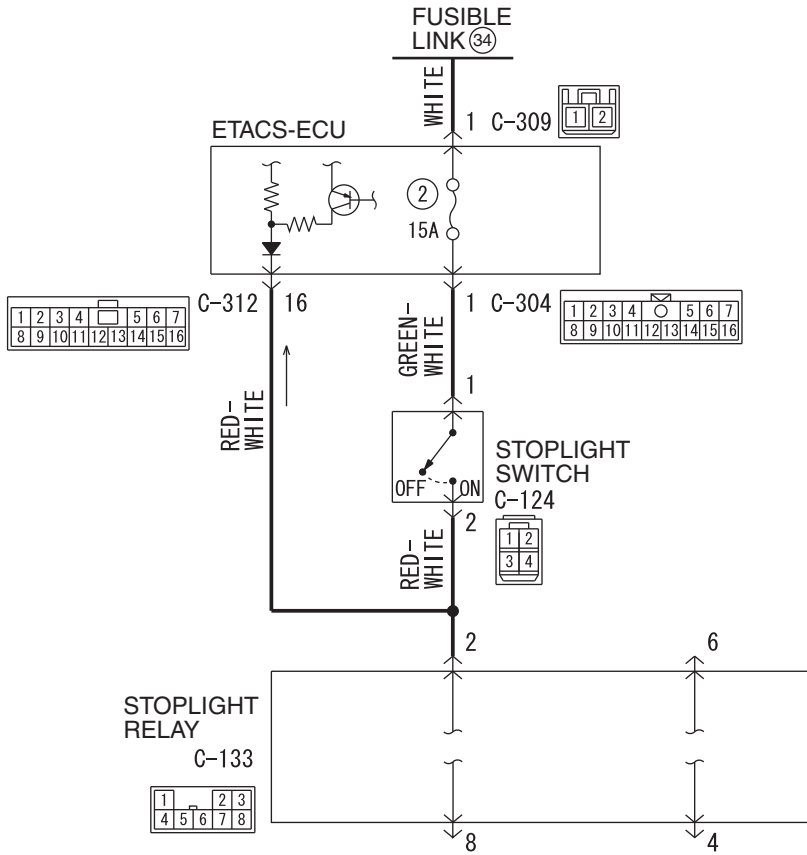 FUSIBLE
LINK 34
WHITE
1 C-309
1 2
ETACS-ECU
2
15A
C-312 16
1 2 3 4 5 6 7
8 9 10 11 12 13 14 15 16
1 C-304
1 2 3 4 5 6 7
8 9 10 11 12 13 14 15 16
RED-
WHITE
GREEN-
WHITE
1
OFF ON
STOPLIGHT
SWITCH
C-124
1 2
3 4
2
RED-
WHITE
2
6
STOPLIGHT
RELAY
C-133
1 2 3
4 5 6 7 8
8
4